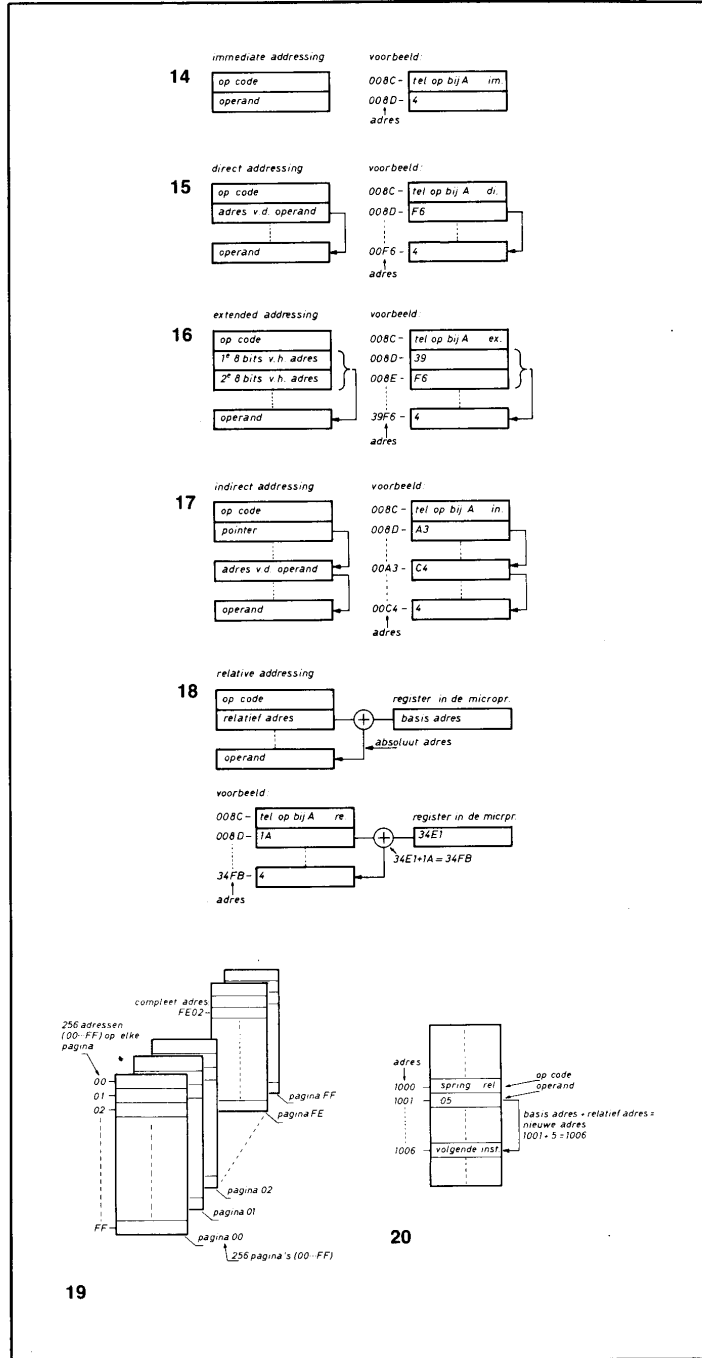 immediate addressing
voorbeeld:
14
op code
operand
008C- tel op bij A im.
008D- 4
adres
direct addressing
voorbeeld:
15
op code
adres v.d. operand
operand
008C- tel op bij A di.
008D- F6
00F6- 4
adres
extended addressing
voorbeeld:
16
op code
1e 8 bits v.h. adres
2e 8 bits v.h. adres
operand
008C- tel op bij A ex.
008D- 39
008E- F6
39F6- 4
adres
indirect addressing
voorbeeld:
17
op code
pointer
adres v.d. operand
operand
008C- tel op bij A in.
008D- A3
00A3- C4
00C4- 4
adres
relative addressing
18
op code
relatief adres
operand
+
register in de micropr.
basis adres
absoluut adres
voorbeeld:
008C- tel op bij A re
008D- 1A
34FB- 4
adres
+
register in de micrpr.
34E1
34E1+1A = 34FB
compleet adres
FE02-
256 adressen
(00···FF) op elke
pagina
00
01
02
FF
pagina FF
pagina FE
pagina 02
pagina 01
pagina 00
256 pagina's (00···FF)
19
adres
1000 - spring rel
1001 - 05
1006 - volgende inst.
op code
operand
basis adres + relatief adres =
nieuwe adres
1001 + 5 = 1006
20